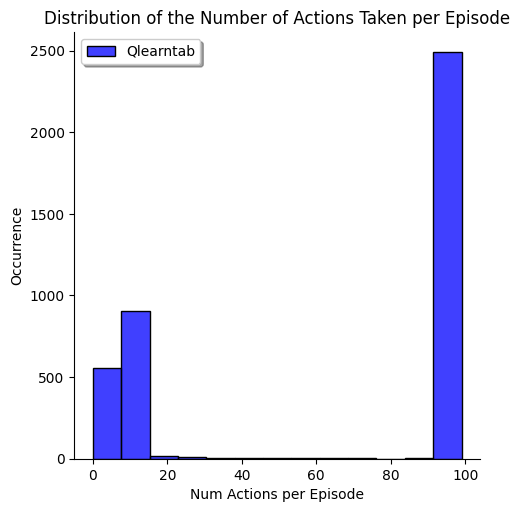 Distribution of the Number of Actions Taken per Episode
Qlearntab
2500
2000
1500
1000
500
0
Occurrence
0 20 40 60 80 100
Num Actions per Episode